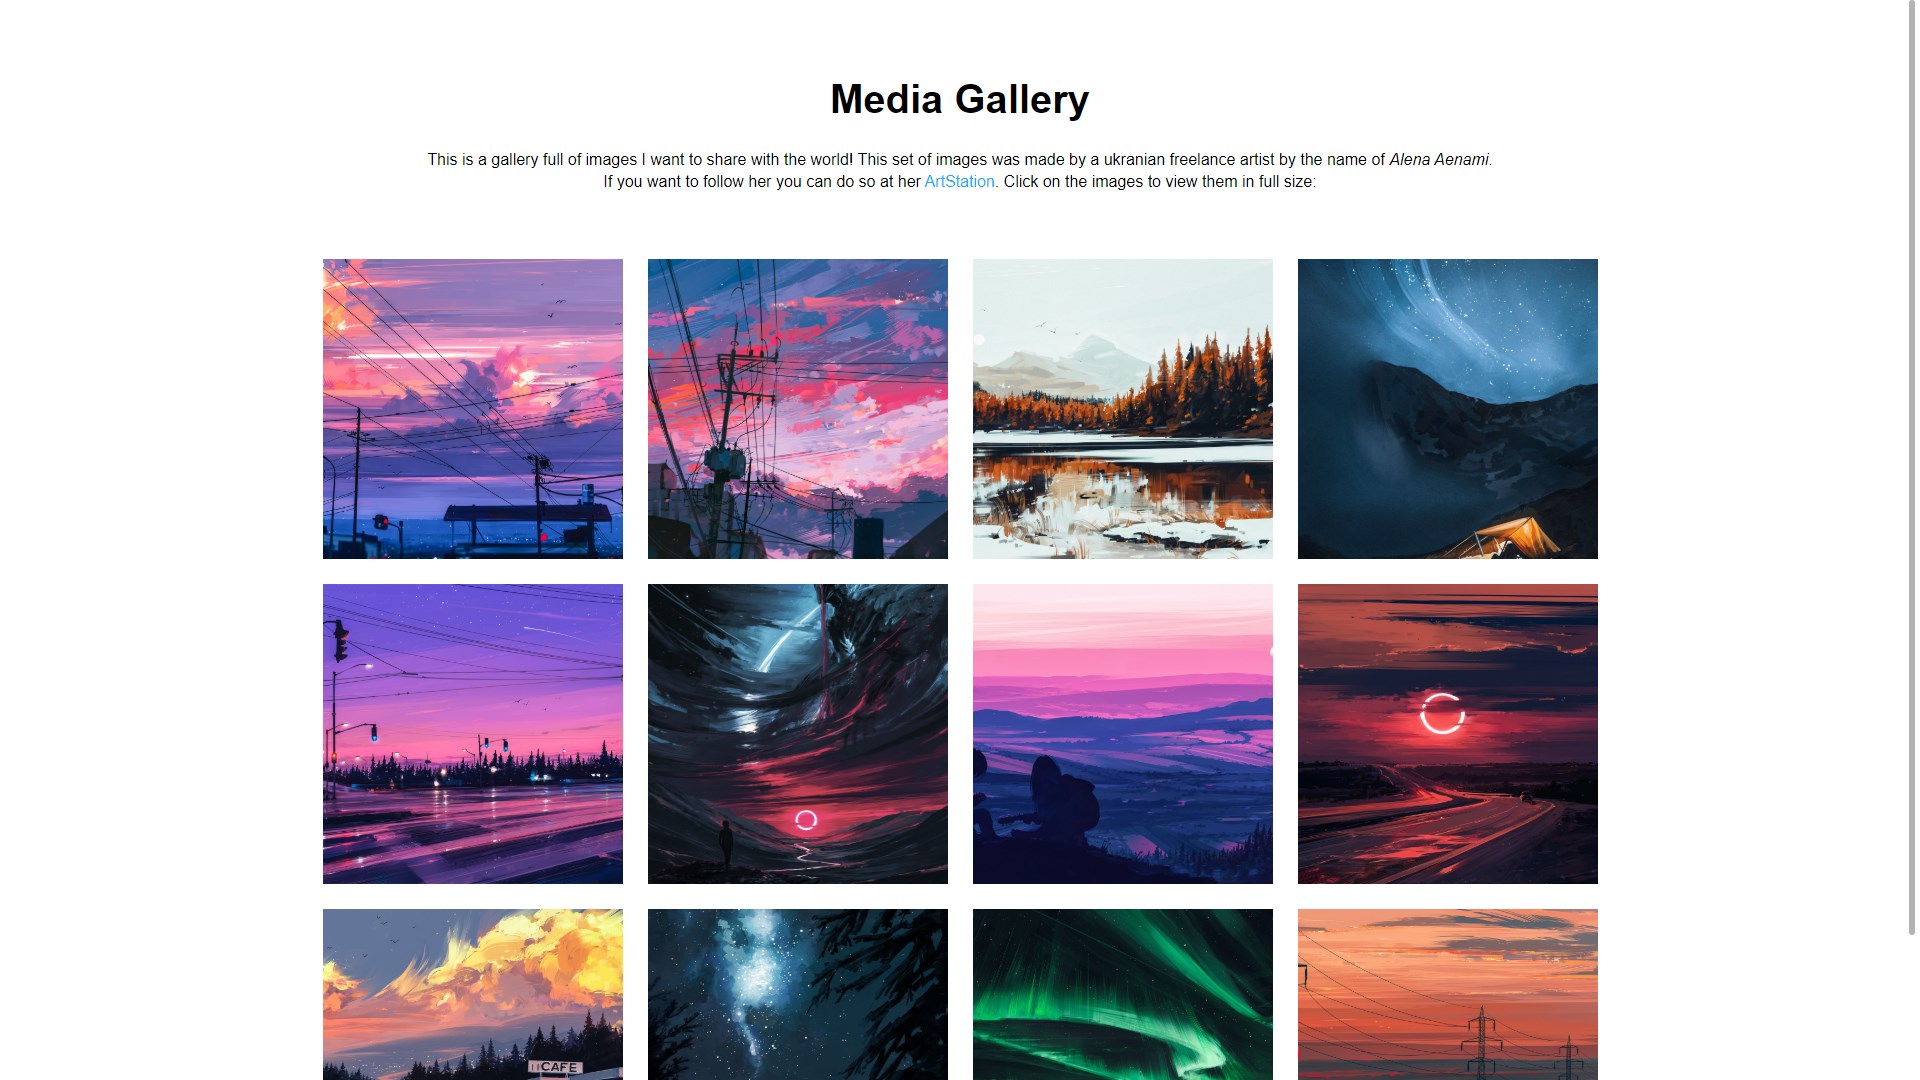 Media Gallery
This is a gallery full of images I want to share with the world! This set of images was made by a ukranian freelance artist by the name of Alena Aenami.
If you want to follow her you can do so at her ArtStation. Click on the images to view them in full size:
CAFE